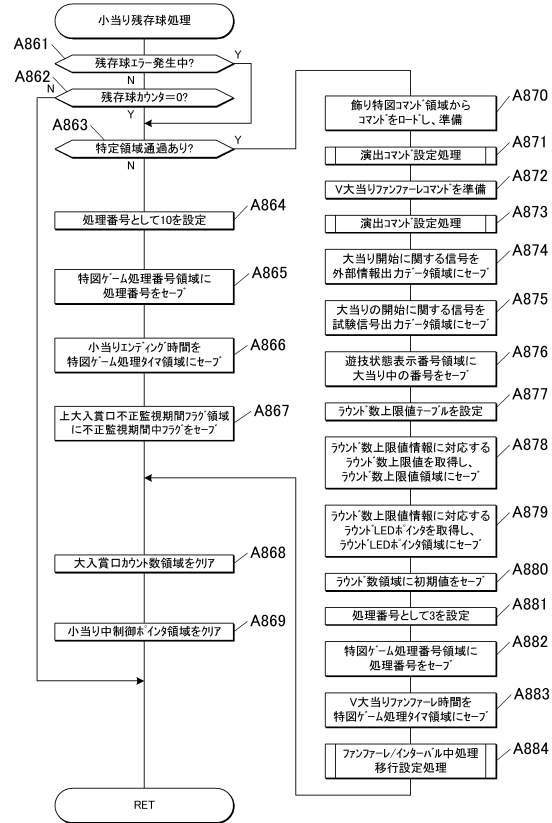 小当り残存球処理
A861
残存球エラー発生中?
Y
N
A862
N
残存球カウンタ=0?
Y
A863
特定領域通過あり?
Y
N
A864
処理番号として10を設定
A865
特図ゲーム処理番号領域に
処理番号をセーブ
A866
小当りエンディング時間を
特図ゲーム処理タイマ領域にセーブ
A867
上大入賞口不正監視期間フラグ領域
に不正監視期間中フラグをセーブ
A868
大入賞口カウント数領域をクリア
A869
小当り中制御ポインタ領域をクリア
RET
A870
飾り特図コマンド領域から
コマンドをロードし、準備
A871
演出コマンド設定処理
A872
V大当りファンファーレコマンドを準備
A873
演出コマンド設定処理
A874
大当り開始に関する信号を
外部情報出力データ領域にセーブ
A875
大当りの開始に関する信号を
試験信号出力データ領域にセーブ
A876
遊技状態表示番号領域に
大当り中の番号をセーブ
A877
ラウンド数上限値テーブルを設定
A878
ラウンド数上限値情報に対応する
ラウンド数上限値を取得し、
ラウンド数上限値領域にセーブ
A879
ラウンド数上限値情報に対応する
ラウンドLEDポインタを取得し、
ラウンドLEDポインタ領域にセーブ
A880
ラウンド数領域に初期値をセーブ
A881
処理番号として3を設定
A882
特図ゲーム処理番号領域に
処理番号をセーブ
A883
V大当りファンファーレ時間を
特図ゲーム処理タイマ領域にセーブ
A884
ファンファーレ/インターバル中処理
移行設定処理